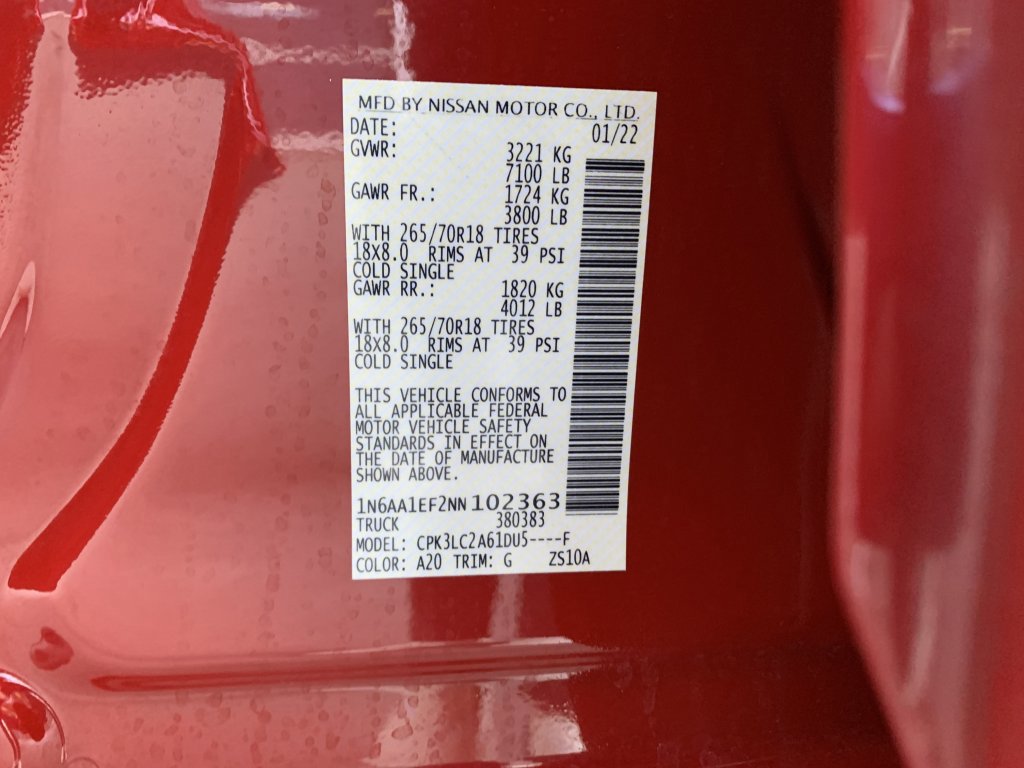 MFD BY NISSAN MOTOR CO., LTD.
DATE: 01/22
GVWR: 3221 KG
7100 LB
GAWR FR.: 1724 KG
3800 LB
WITH 265/70R18 TIRES
18X8.0 RIMS AT 39 PSI
COLD SINGLE
GAWR RR.: 1820 KG
4012 LB
WITH 265/70R18 TIRES
18X8.0 RIMS AT 39 PSI
COLD SINGLE
THIS VEHICLE CONFORMS TO
ALL APPLICABLE FEDERAL
MOTOR VEHICLE SAFETY
STANDARDS IN EFFECT ON
THE DATE OF MANUFACTURE
SHOWN ABOVE.
1N6AA1EF2NN102363
TRUCK 380383
MODEL: CPK3LC2A61DU5----F
COLOR: A20 TRIM: G ZS10A